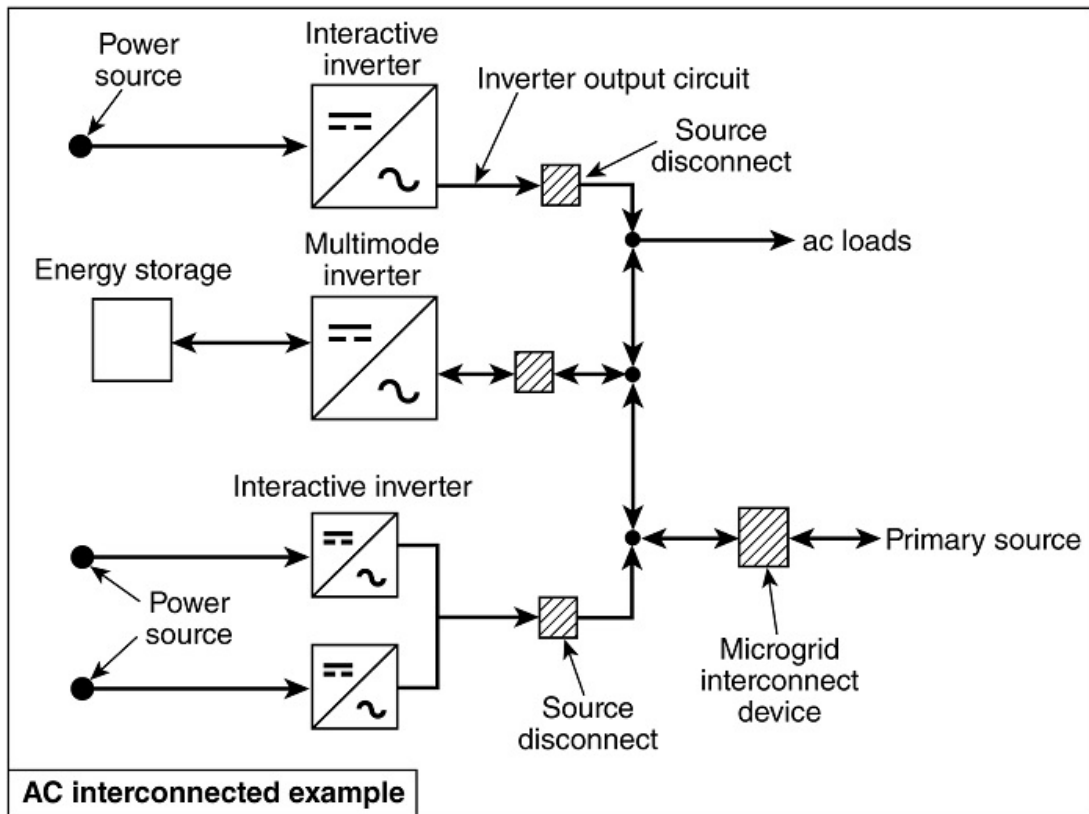 Power
source
Interactive
inverter
Inverter output circuit
Source
disconnect
ac loads
Energy storage
Multimode
inverter
Interactive inverter
Power
source
Primary source
Source
disconnect
Microgrid
interconnect
device
AC interconnected example